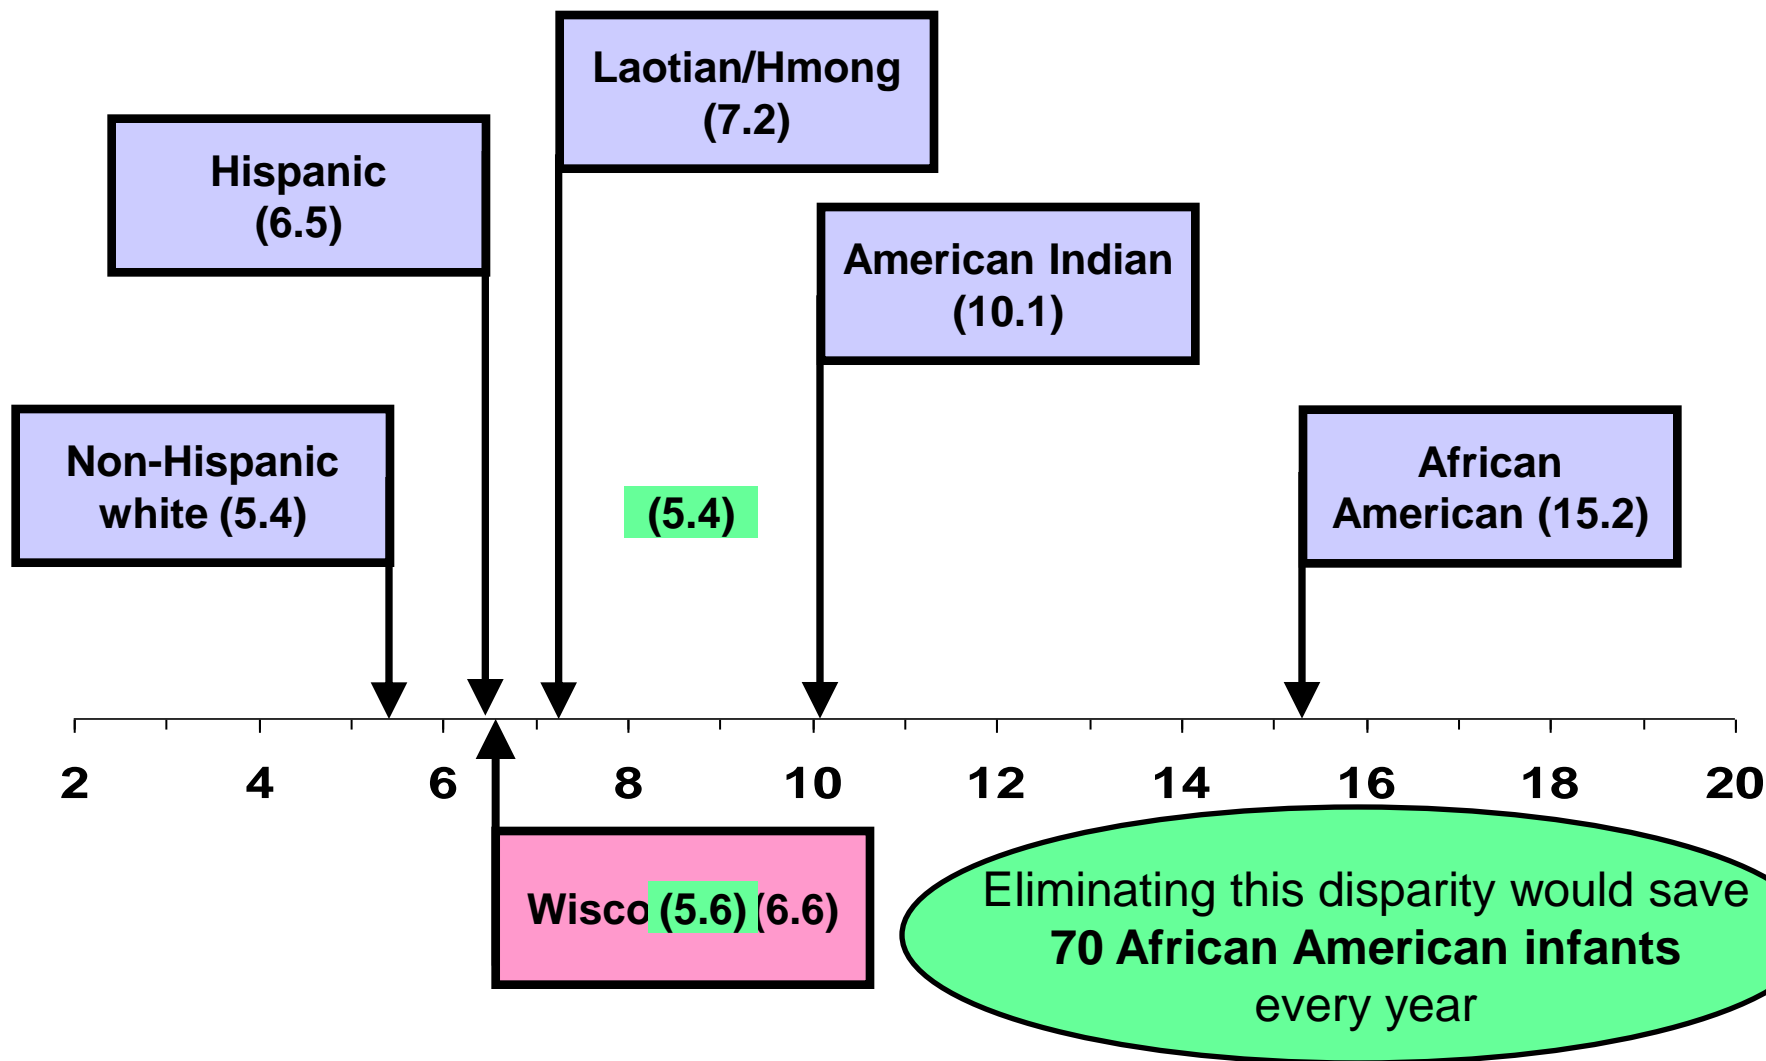 Laotian/Hmong
(7.2)
Hispanic
(6.5)
American Indian
(10.1)
Non-Hispanic
white (5.4)
(5.4)
African
American (15.2)
2 4 6 8 10 12 14 16 18 20
Wisco (5.6) (6.6)
Eliminating this disparity would save
70 African American infants
every year